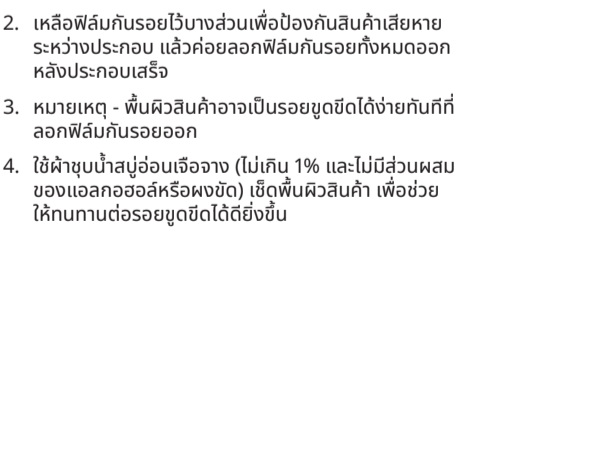 2. เหลือฟิล์มกันรอยไว้บางส่วนเพื่อป้องกันสินค้าเสียหาย
ระหว่างประกอบ แล้วค่อยลอกฟิล์มกันรอยทั้งหมดออก
หลังประกอบเสร็จ
3. หมายเหตุ - พื้นผิวสินค้าอาจเป็นรอยขูดขีดได้ง่ายทันทีที่
ลอกฟิล์มกันรอยออก
4. ใช้ผ้าชุบน้ำสบู่อ่อนเจือจาง (ไม่เกิน 1% และไม่มีส่วนผสม
ของแอลกอฮอล์หรือผงขัด) เช็ดพื้นผิวสินค้า เพื่อช่วย
ให้ทนทานต่อรอยขูดขีดได้ดียิ่งขึ้น